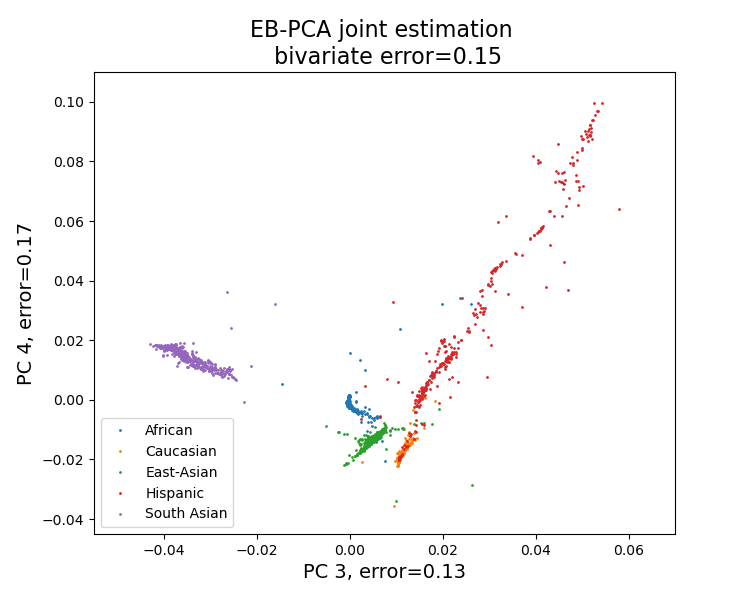 EB-PCA joint estimation
bivariate error=0.15
PC 4, error=0.17
0.10
0.08
0.06
0.04
0.02
0.00
−0.02
−0.04
African
Caucasian
East-Asian
Hispanic
South Asian
−0.04 −0.02 0.00 0.02 0.04 0.06
PC 3, error=0.13